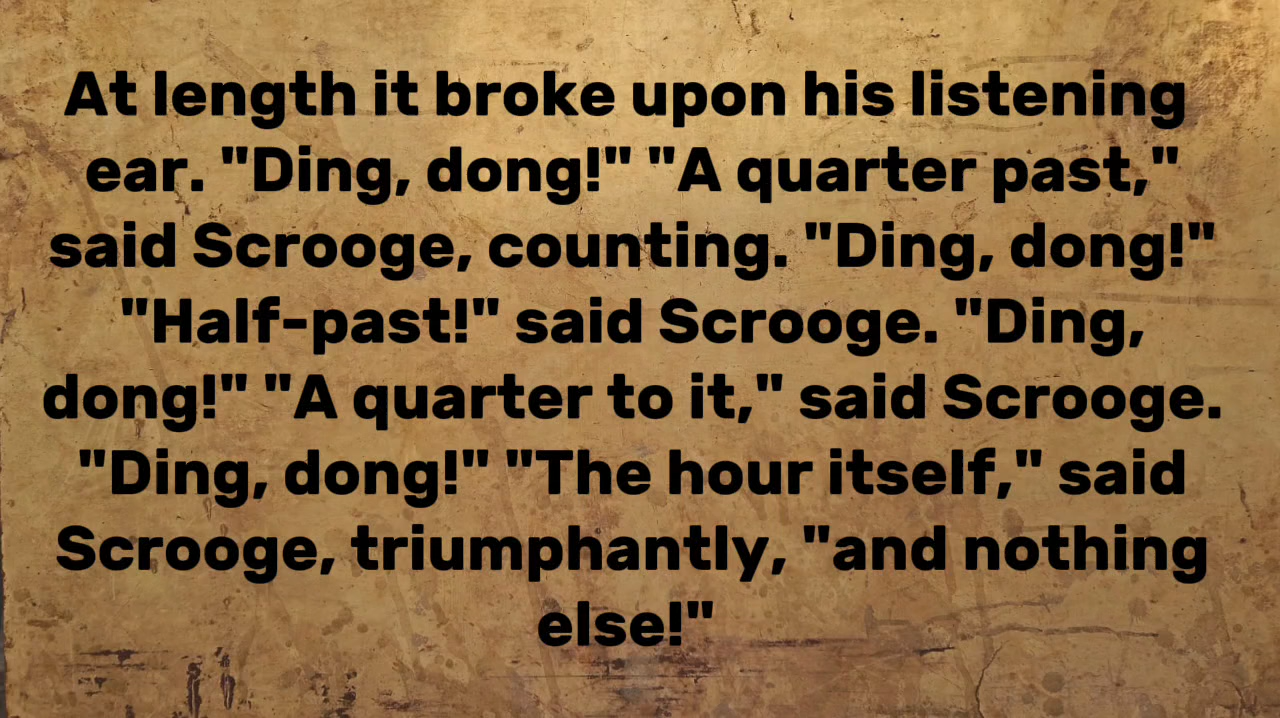 At length it broke upon his listening
ear. "Ding, dong!" "A quarter past,"
said Scrooge, counting. "Ding, dong!"
"Half-past!" said Scrooge. "Ding,
dong!" "A quarter to it," said Scrooge.
"Ding, dong!" "The hour itself," said
Scrooge, triumphantly, "and nothing
else!"